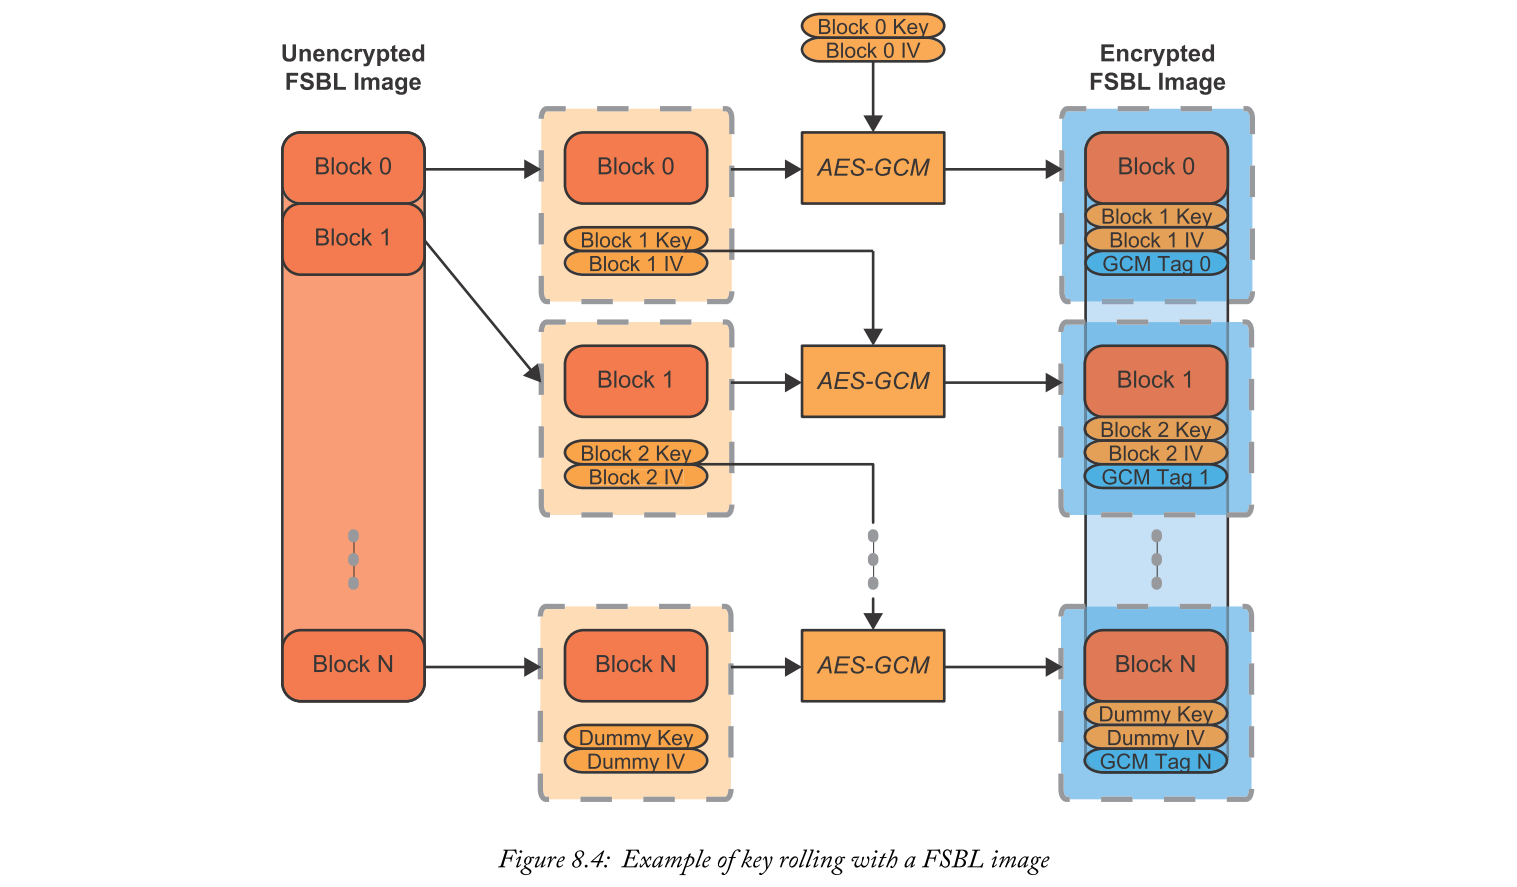 Block 0 Key
Block 0 IV
Unencrypted
FSBL Image
Encrypted
FSBL Image
Block 0
Block 0
AES-GCM
Block 0
Block 1
Block 1 Key
Block 1 IV
Block 1 Key
Block 1 IV
GCM Tag 0
Block 1
AES-GCM
Block 1
Block 2 Key
Block 2 IV
Block 2 Key
Block 2 IV
GCM Tag 1
Block N
Block N
AES-GCM
Block N
Dummy Key
Dummy IV
Dummy Key
Dummy IV
GCM Tag N
Figure 8.4: Example of key rolling with a FSBL image